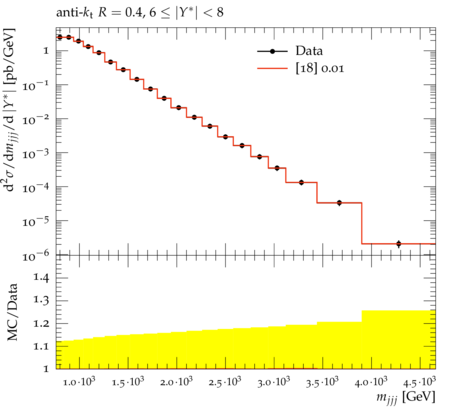 anti-kt R = 0.4, 6 ≤ |Y*| < 8
Data
[18] 0.01
d²σ/dm_jjj/d|Y*| [pb/GeV]
1
10⁻¹
10⁻²
10⁻³
10⁻⁴
10⁻⁵
10⁻⁶
MC/Data
1.4
1.3
1.2
1.1
1
1.0·10³ 1.5·10³ 2.0·10³ 2.5·10³ 3.0·10³ 3.5·10³ 4.0·10³ 4.5·10³
m_jjj [GeV]